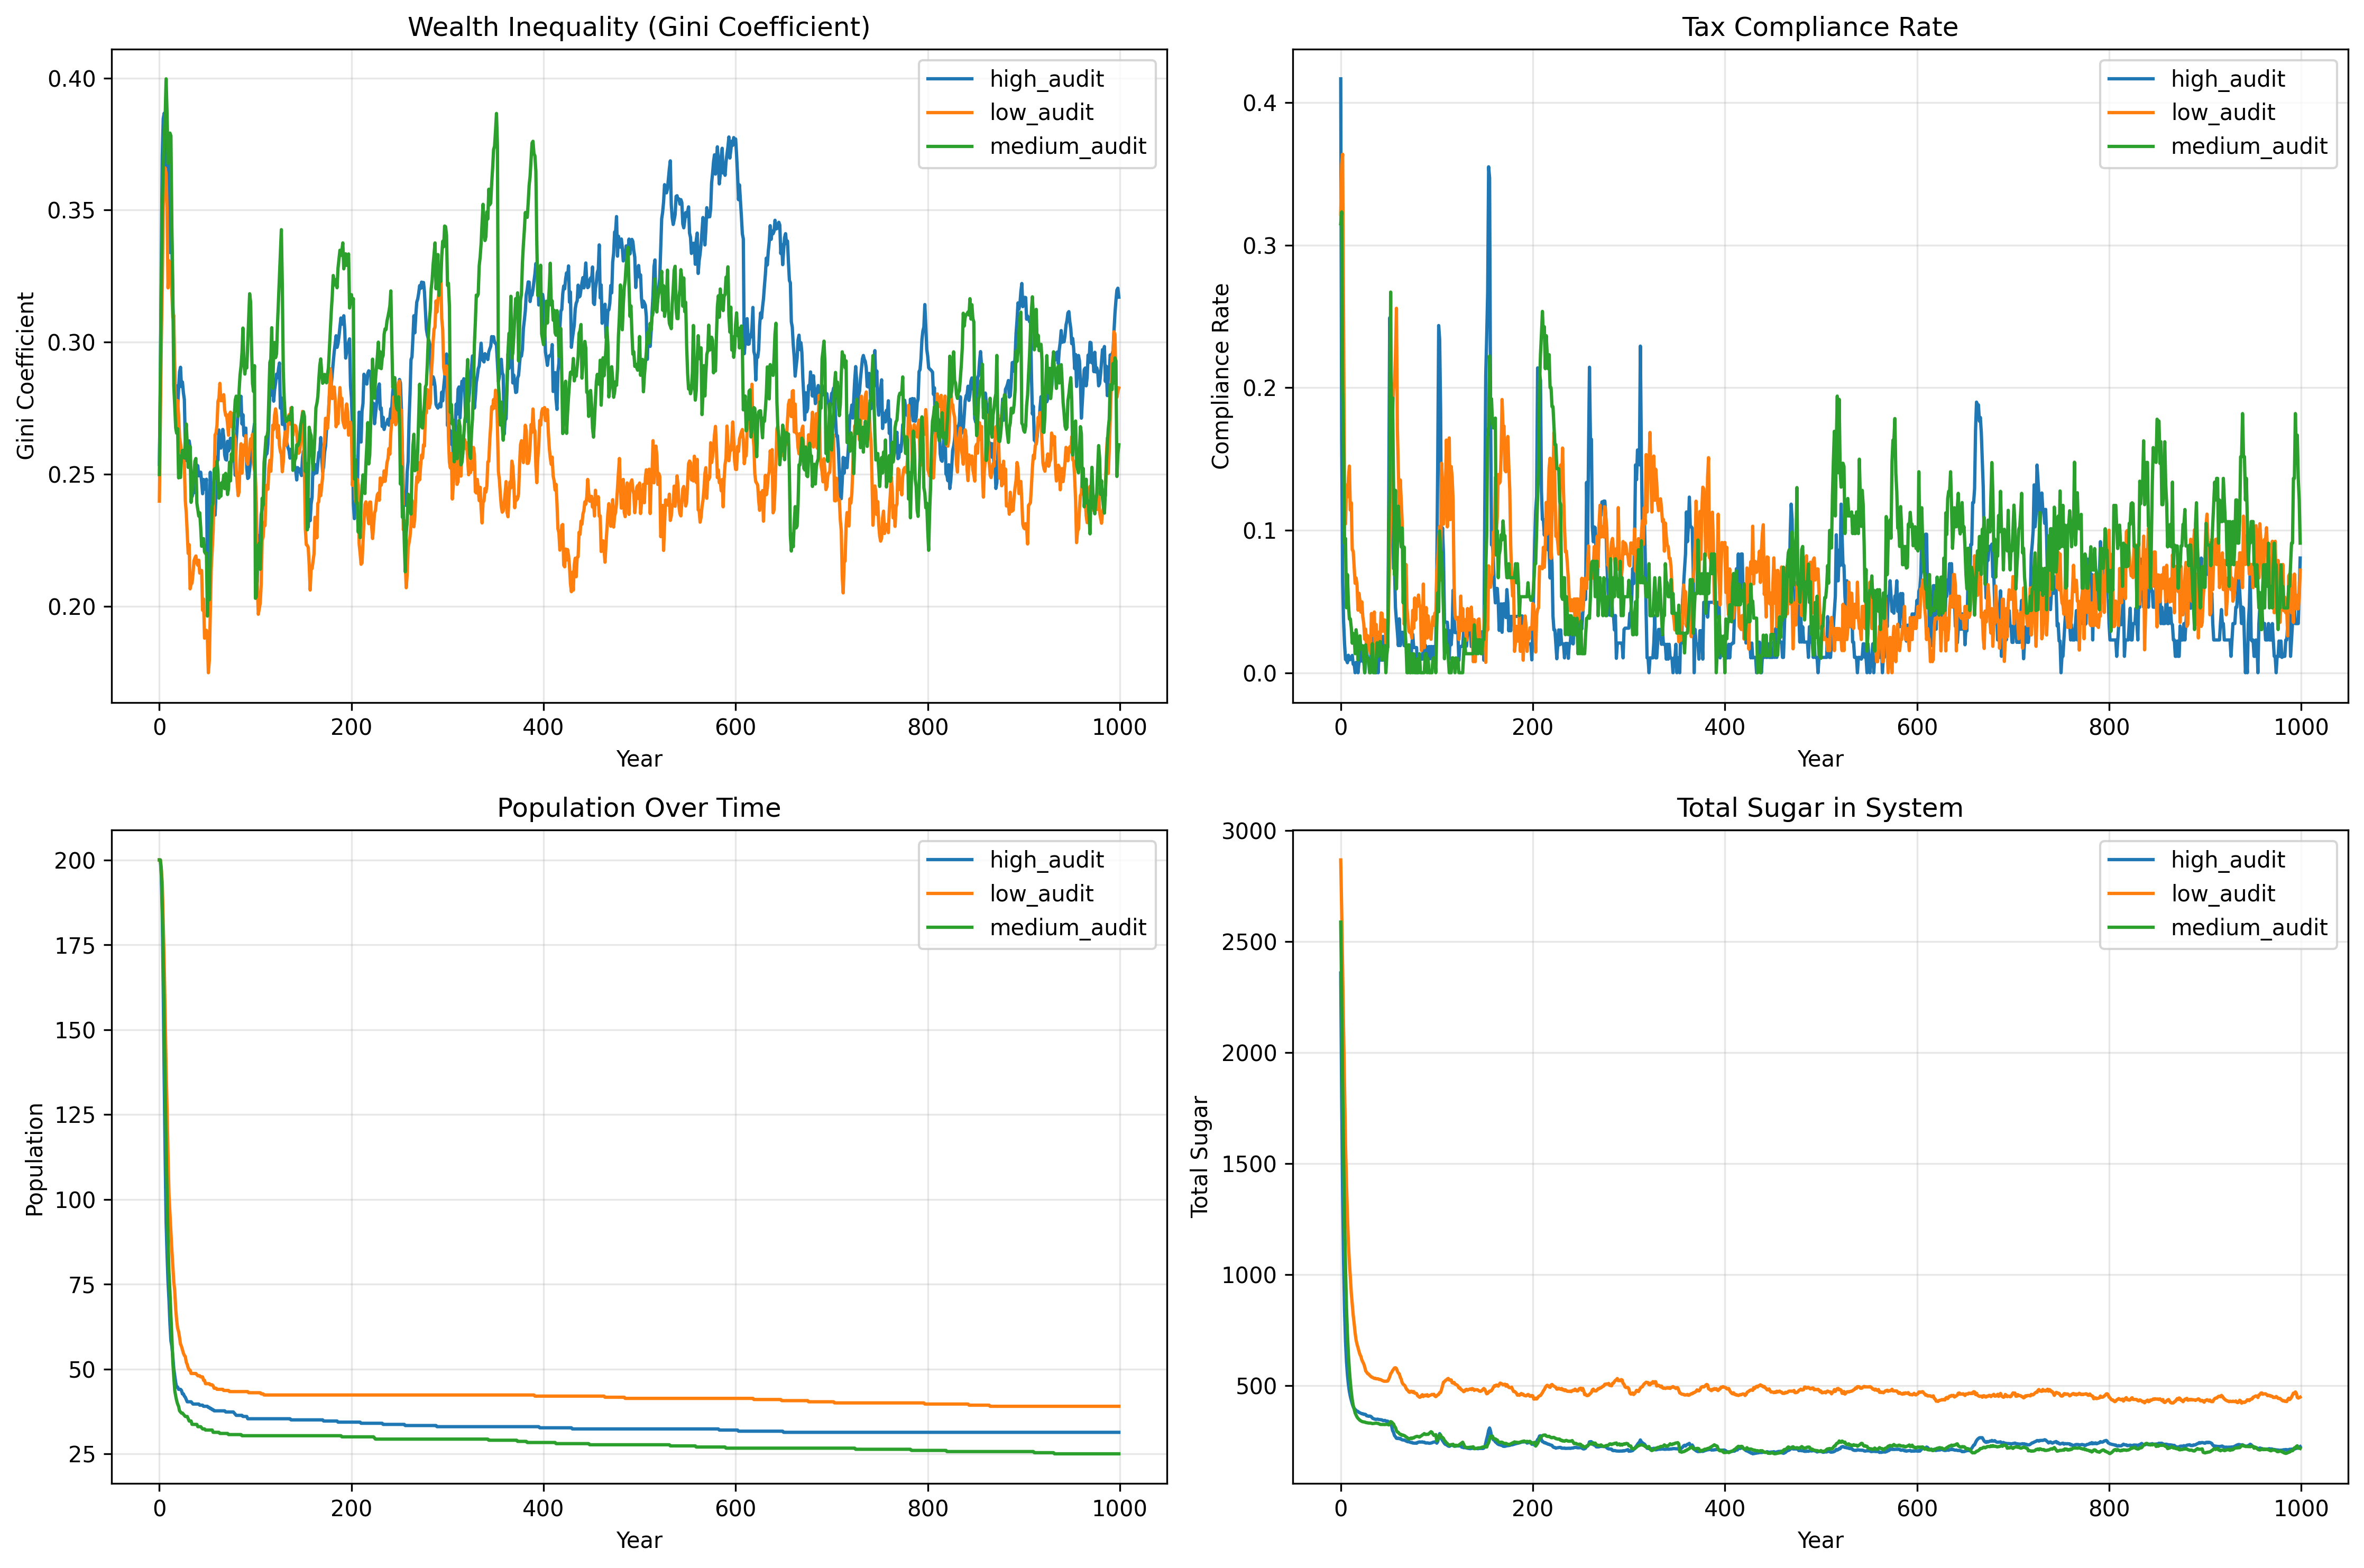 Wealth Inequality (Gini Coefficient)
0.40
0.35
0.30
0.25
0.20
Gini Coefficient
high_audit
low_audit
medium_audit
0
200
400
600
800
1000
Year
Tax Compliance Rate
0.4
0.3
0.2
0.1
0.0
Compliance Rate
high_audit
low_audit
medium_audit
0
200
400
600
800
1000
Year
Population Over Time
200
175
150
125
100
75
50
25
Population
high_audit
low_audit
medium_audit
0
200
400
600
800
1000
Year
Total Sugar in System
3000
2500
2000
1500
1000
500
Total Sugar
high_audit
low_audit
medium_audit
0
200
400
600
800
1000
Year